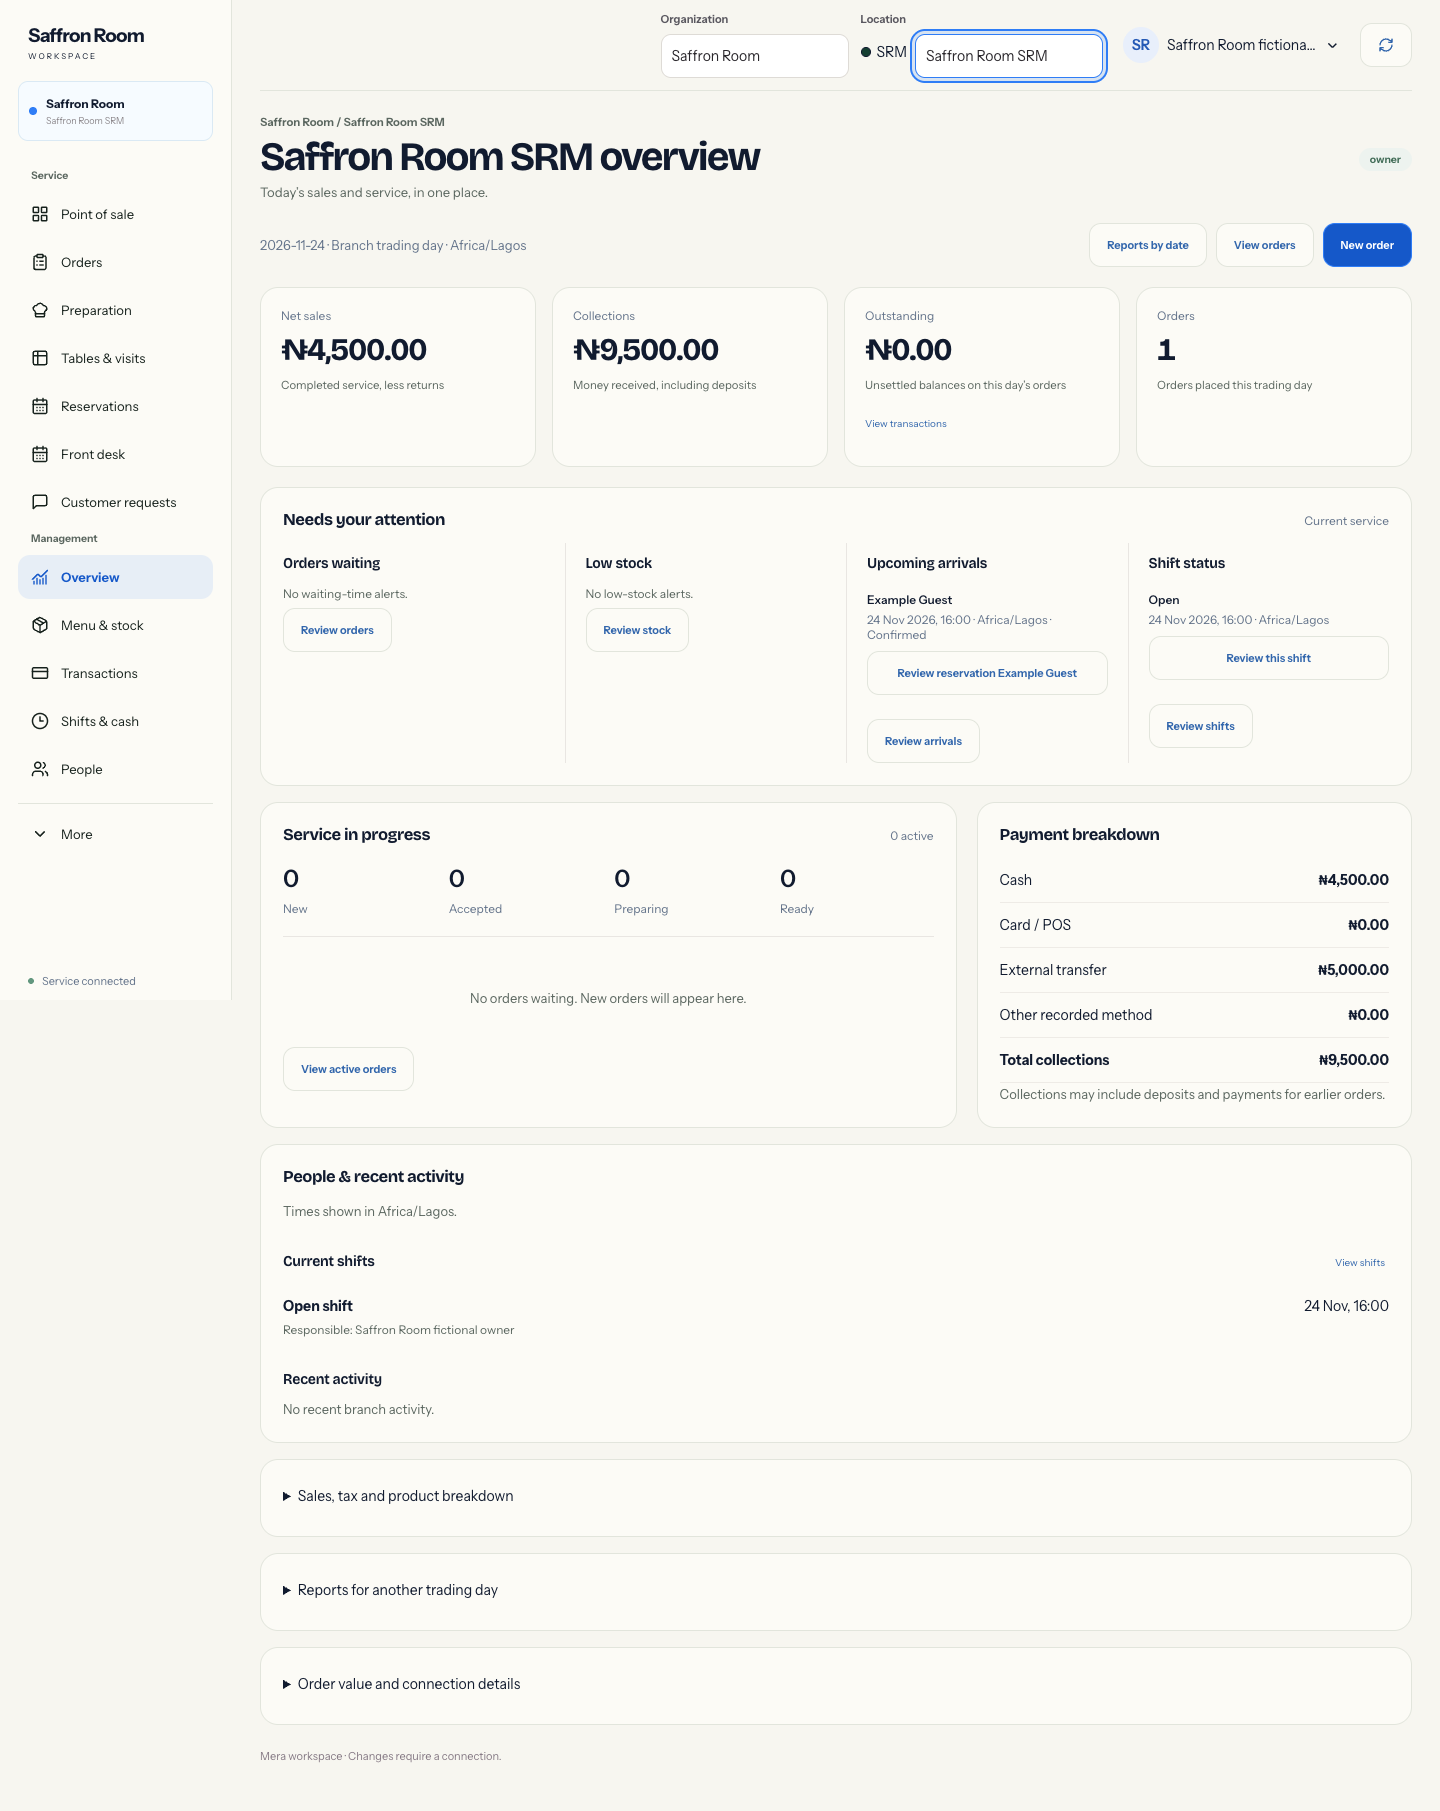 Saffron Room
WORKSPACE
Saffron Room
Saffron Room SRM
Service
Point of sale
Orders
Preparation
Tables & visits
Reservations
Front desk
Customer requests
Management
Overview
Menu & stock
Transactions
Shifts & cash
People
More
Service connected
Organization
Saffron Room
Location
SRM
Saffron Room SRM
SR
Saffron Room fictiona...
Saffron Room / Saffron Room SRM
Saffron Room SRM overview
owner
Today's sales and service, in one place.
2026-11-24 · Branch trading day · Africa/Lagos
Reports by date
View orders
New order
Net sales
₦4,500.00
Completed service, less returns
Collections
₦9,500.00
Money received, including deposits
Outstanding
₦0.00
Unsettled balances on this day's orders
View transactions
Orders
1
Orders placed this trading day
Needs your attention
Current service
Orders waiting
No waiting-time alerts.
Review orders
Low stock
No low-stock alerts.
Review stock
Upcoming arrivals
Example Guest
24 Nov 2026, 16:00 · Africa/Lagos ·
Confirmed
Review reservation Example Guest
Review arrivals
Shift status
Open
24 Nov 2026, 16:00 · Africa/Lagos
Review this shift
Review shifts
Service in progress
0 active
0
New
0
Accepted
0
Preparing
0
Ready
No orders waiting. New orders will appear here.
View active orders
Payment breakdown
Cash ₦4,500.00
Card / POS ₦0.00
External transfer ₦5,000.00
Other recorded method ₦0.00
Total collections ₦9,500.00
Collections may include deposits and payments for earlier orders.
People & recent activity
Times shown in Africa/Lagos.
Current shifts
View shifts
Open shift
24 Nov, 16:00
Responsible: Saffron Room fictional owner
Recent activity
No recent branch activity.
Sales, tax and product breakdown
Reports for another trading day
Order value and connection details
Mera workspace · Changes require a connection.